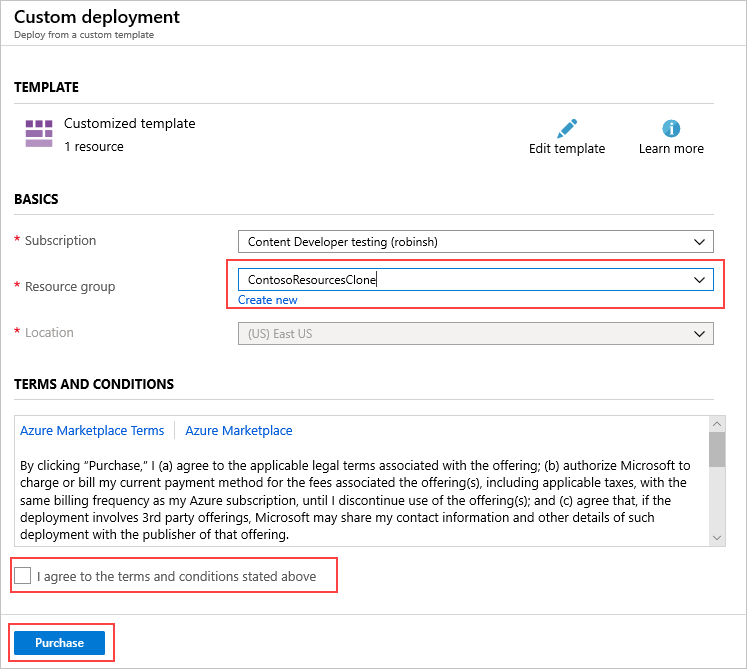 Custom deployment
Deploy from a custom template
TEMPLATE
Customized template
1 resource
Edit template
Learn more
BASICS
* Subscription
Content Developer testing (robinsh)
* Resource group
ContosoResourcesClone
Create new
* Location
(US) East US
TERMS AND CONDITIONS
Azure Marketplace Terms
Azure Marketplace
By clicking “Purchase,” I (a) agree to the applicable legal terms associated with the offering; (b) authorize Microsoft to
charge or bill my current payment method for the fees associated the offering(s), including applicable taxes, with the
same billing frequency as my Azure subscription, until I discontinue use of the offering(s); and (c) agree that, if the
deployment involves 3rd party offerings, Microsoft may share my contact information and other details of such
deployment with the publisher of that offering.
I agree to the terms and conditions stated above
Purchase